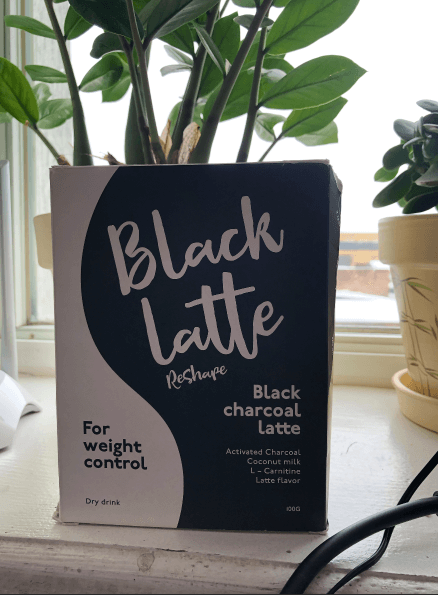 Black
latte
ReShape
Black
charcoal
latte
Activated Charcoal
Coconut milk
L - Carnitine
Latte flavor
For
weight
control
Dry drink
100G